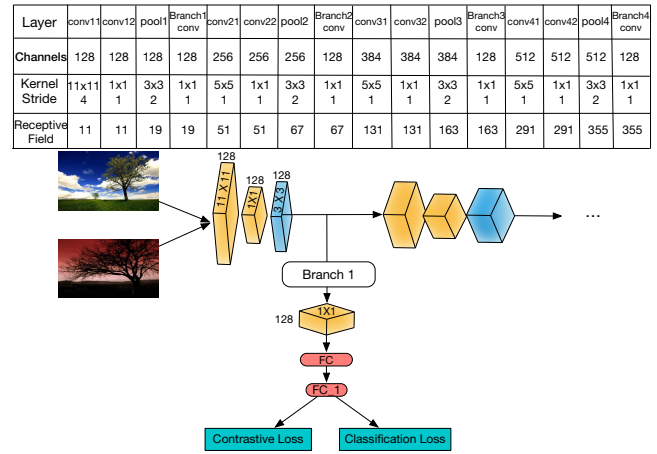 Layer conv11 conv12 pool1 Branch1 conv conv21 conv22 pool2 Branch2 conv conv31 conv32 pool3 Branch3 conv conv41 conv42 pool4 Branch4 conv
Channels 128 128 128 128 256 256 256 128 384 384 384 128 512 512 512 128
Kernel 11x11 1x1 3x3 1x1 5x5 1x1 3x3 1x1 5x5 1x1 3x3 1x1 5x5 1x1 3x3 1x1
Stride 4 1 2 1 1 1 2 1 1 1 2 1 1 1 2 1
Receptive Field 11 11 19 19 51 51 67 67 131 131 163 163 291 291 355 355
128
128
128
11 X 11
1X1
3 X 3
...
Branch 1
1X1
128
FC
FC_1
Contrastive Loss
Classification Loss